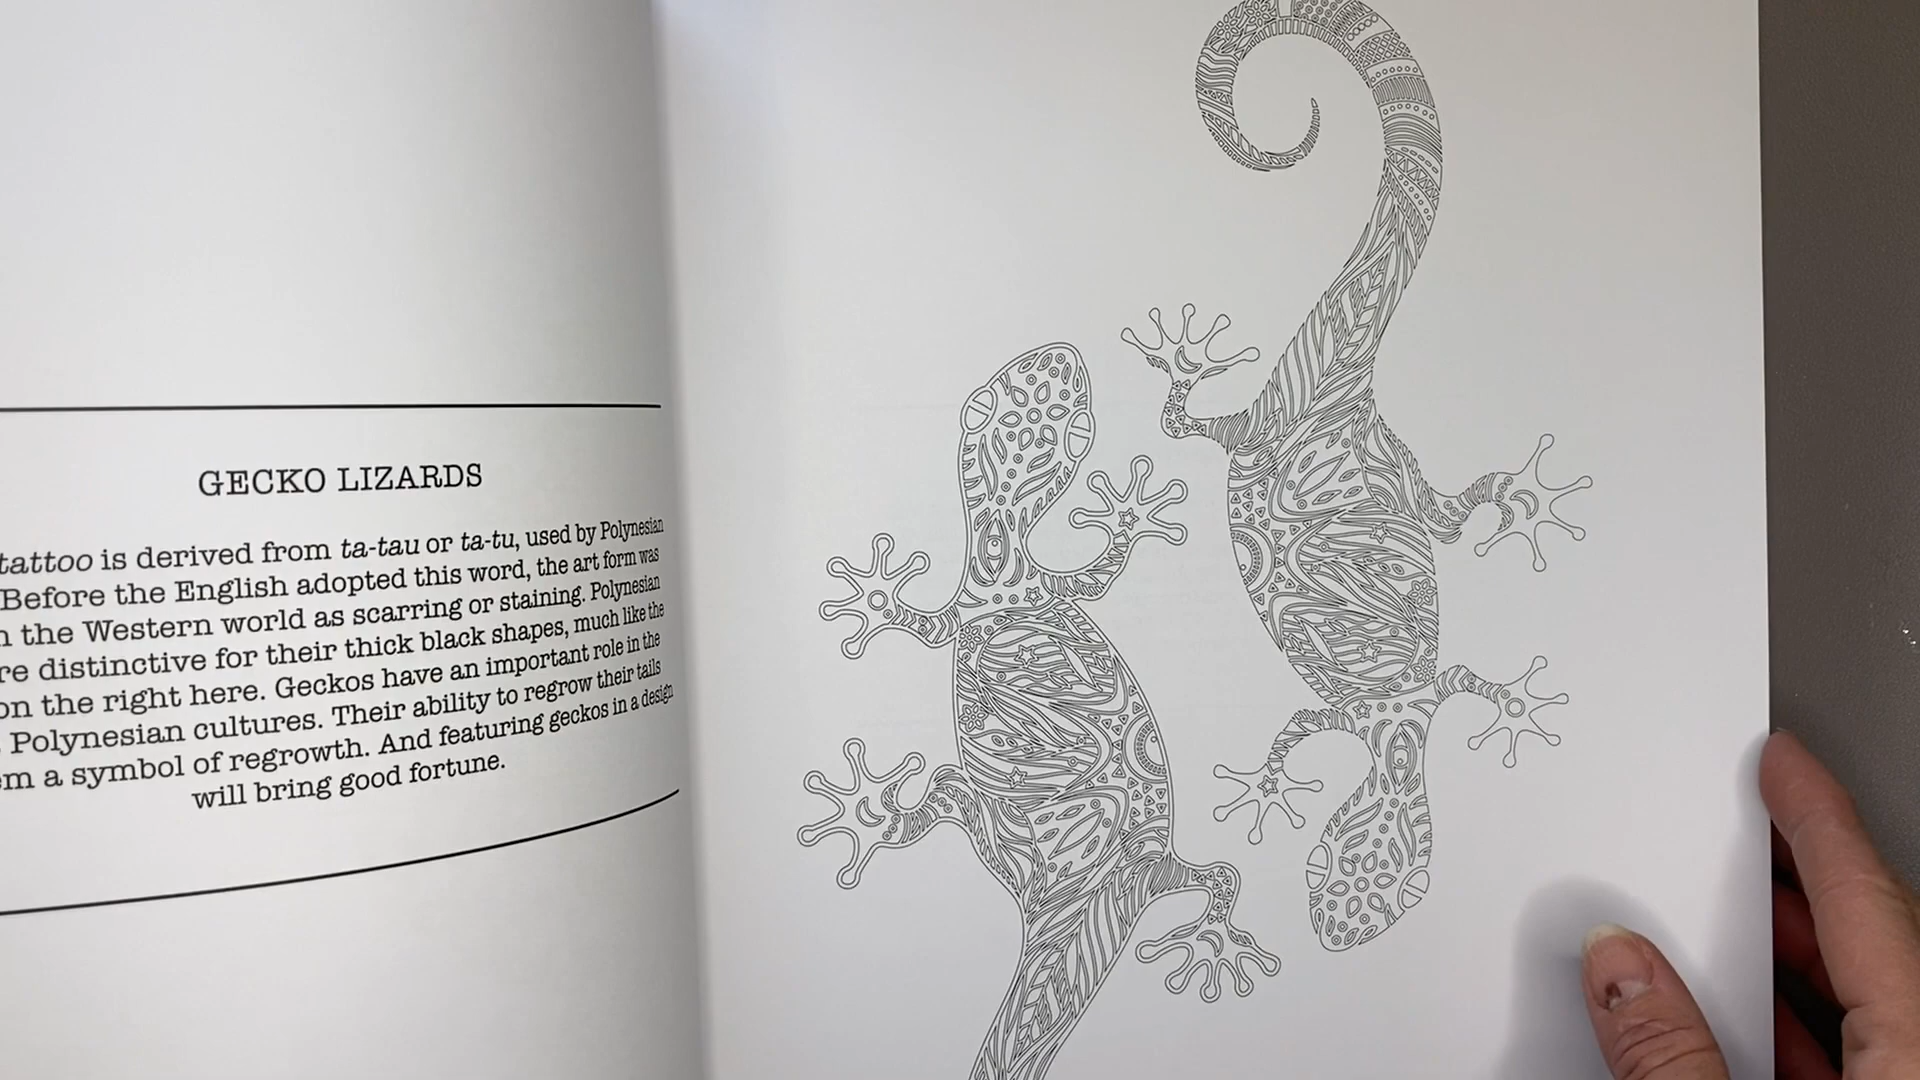 GECKO LIZARDS
tattoo is derived from ta-tau or ta-tu, used by Polynesian
Before the English adopted this word, the art form was
the Western world as scarring or staining. Polynesian
distinctive for their thick black shapes, much like the
on the right here. Geckos have an important role in the
Polynesian cultures. Their ability to regrow their tails
a symbol of regrowth. And featuring geckos in a design
will bring good fortune.